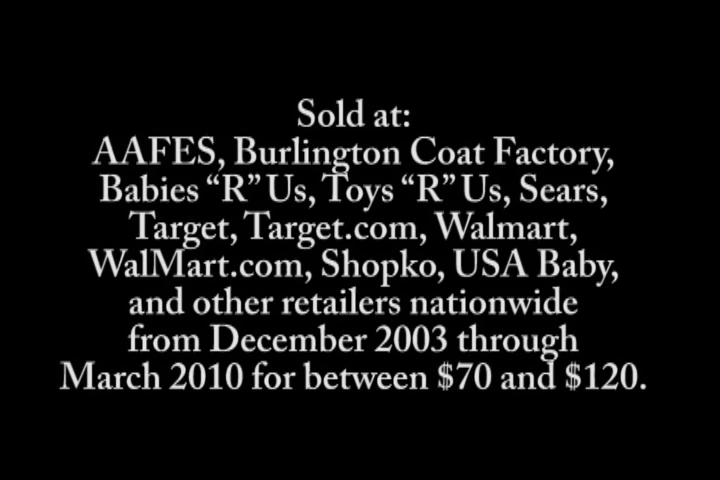 Sold at:
AAFES, Burlington Coat Factory,
Babies “R” Us, Toys “R” Us, Sears,
Target, Target.com, Walmart,
WalMart.com, Shopko, USA Baby,
and other retailers nationwide
from December 2003 through
March 2010 for between $70 and $120.